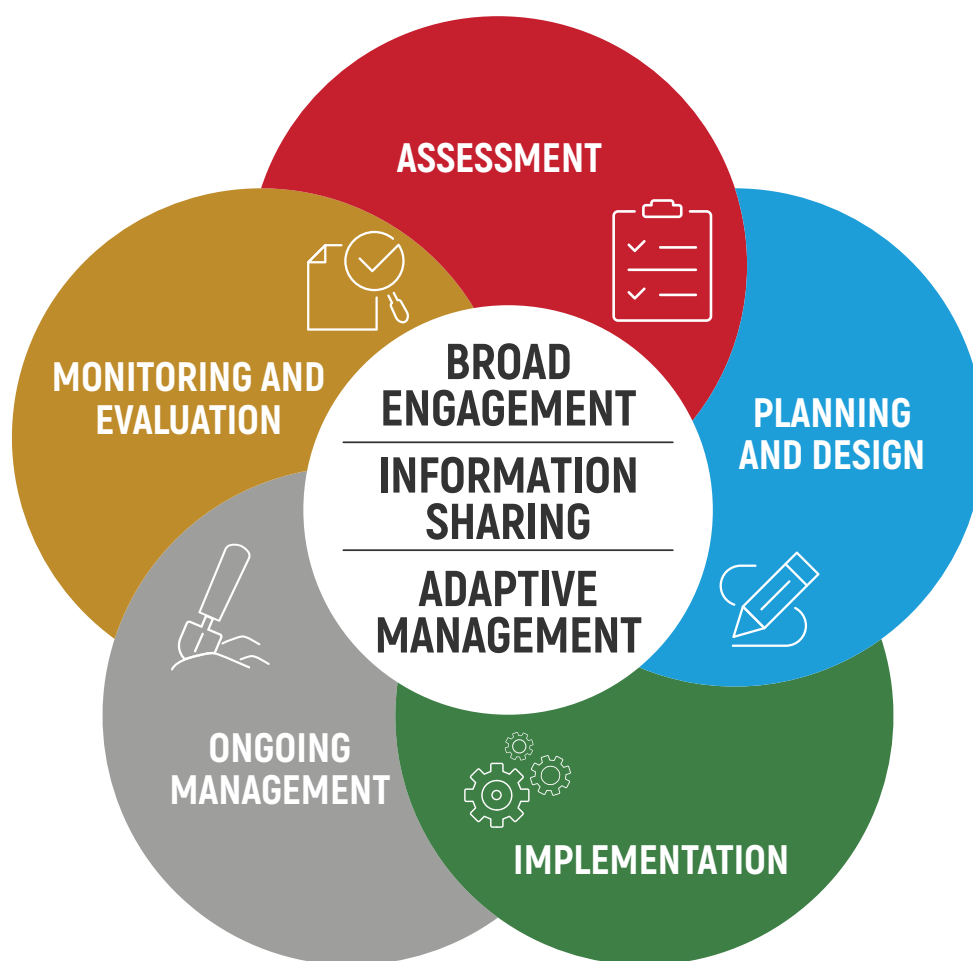 ASSESSMENT
PLANNING
AND DESIGN
IMPLEMENTATION
ONGOING
MANAGEMENT
MONITORING AND
EVALUATION
BROAD
ENGAGEMENT
INFORMATION
SHARING
ADAPTIVE
MANAGEMENT